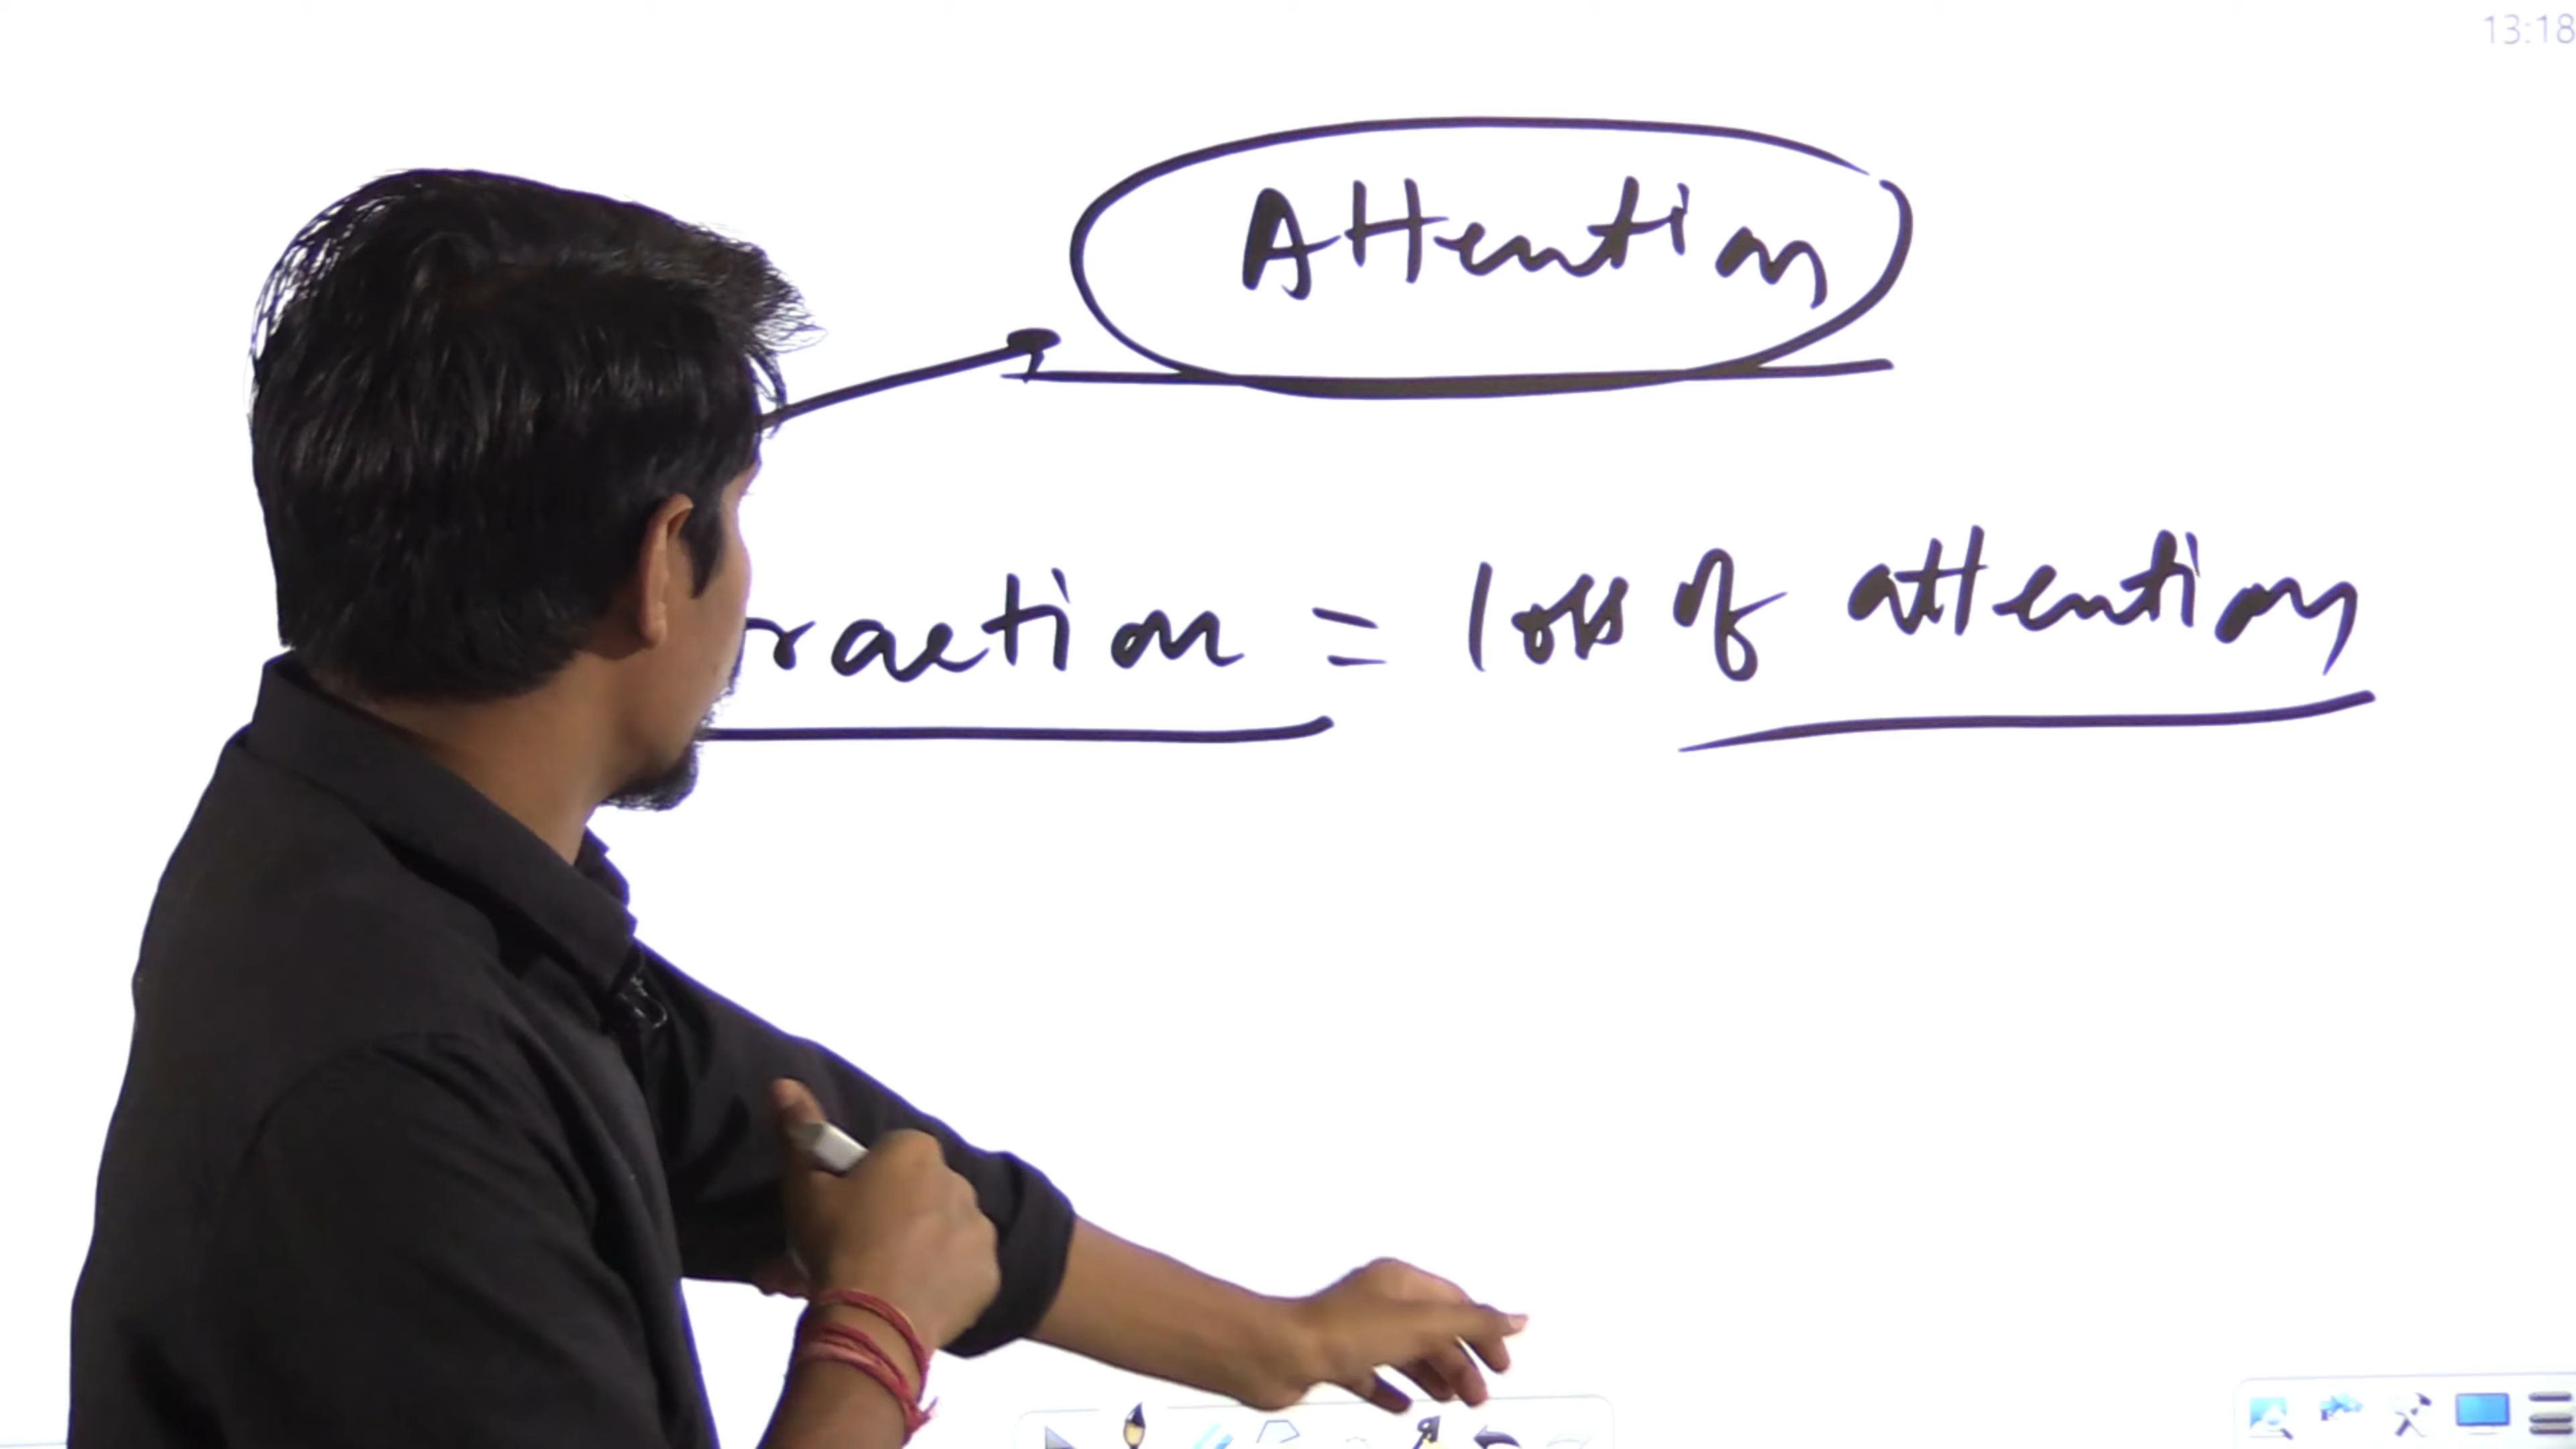 13:18
Attention
raction = loss of attention